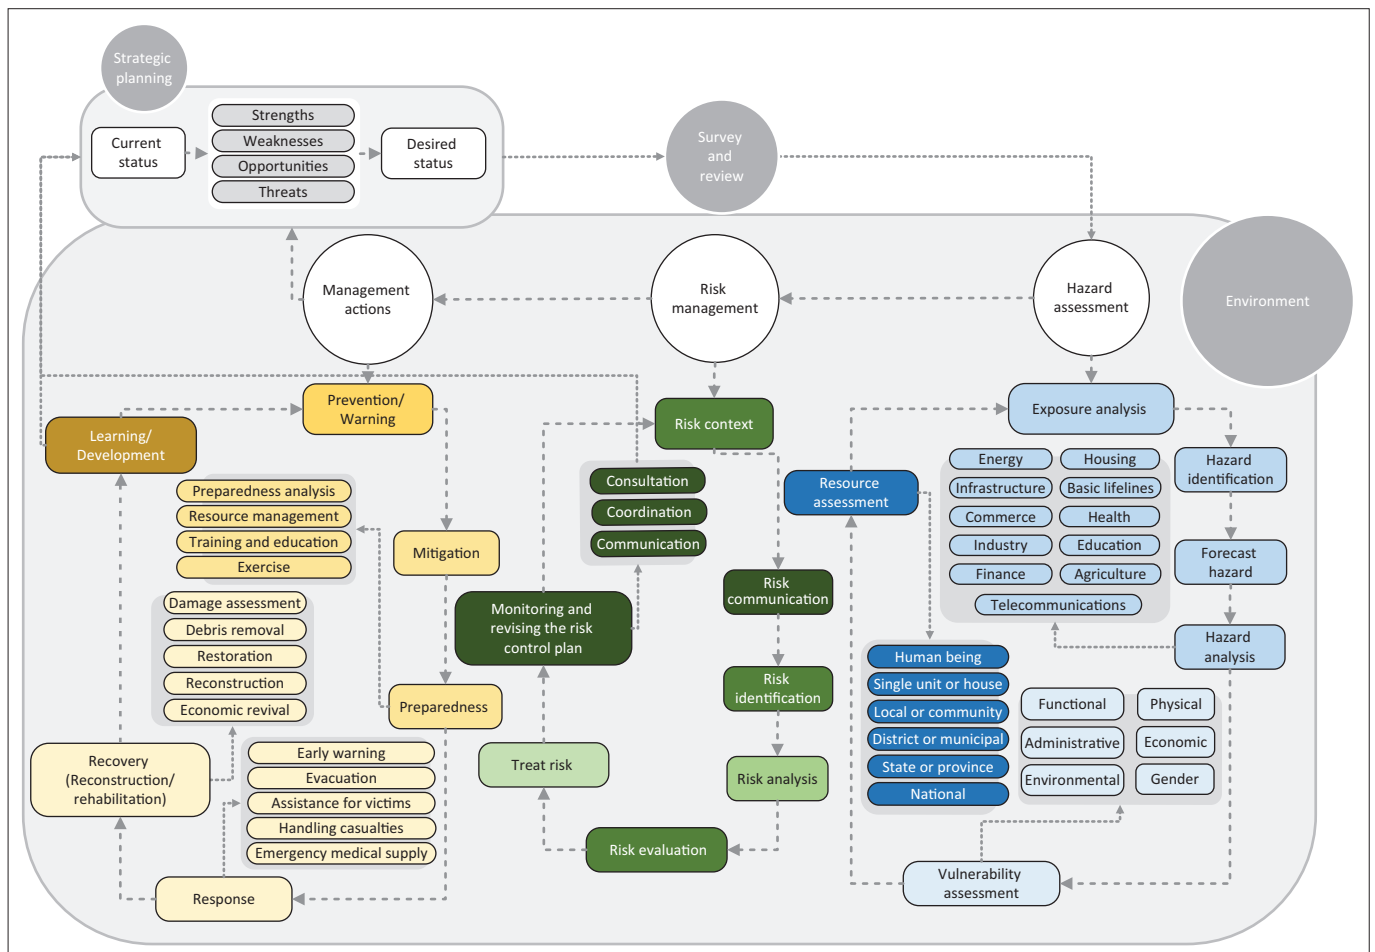 Strategic
planning
Strengths
Weaknesses
Opportunities
Threats
Current
status
Desired
status
Survey
and
review
Management
actions
Risk
management
Hazard
assessment
Environment
Prevention/
Warning
Learning/
Development
Preparedness analysis
Resource management
Training and education
Exercise
Mitigation
Damage assessment
Debris removal
Restoration
Reconstruction
Economic revival
Preparedness
Recovery
(Reconstruction/
rehabilitation)
Early warning
Evacuation
Assistance for victims
Handling casualties
Emergency medical supply
Response
Risk context
Consultation
Coordination
Communication
Monitoring and
revising the risk
control plan
Risk
communication
Risk
identification
Treat risk
Risk analysis
Risk evaluation
Exposure analysis
Resource
assessment
Energy
Housing
Infrastructure
Basic lifelines
Commerce
Health
Industry
Education
Finance
Agriculture
Telecommunications
Hazard
identification
Forecast
hazard
Hazard
analysis
Human being
Single unit or house
Local or community
District or municipal
State or province
National
Functional
Physical
Administrative
Economic
Environmental
Gender
Vulnerability
assessment